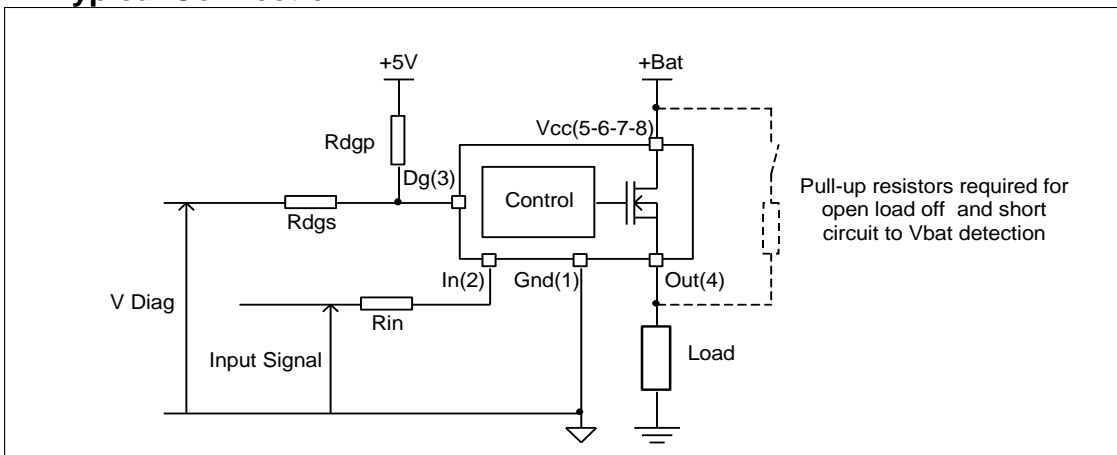 +5V
+Bat
Rdgp
Vcc(5-6-7-8)
Dg(3)
Control
Rdgs
Pull-up resistors required for
open load off and short
circuit to Vbat detection
In(2)
Gnd(1)
Out(4)
V Diag
Rin
Input Signal
Load